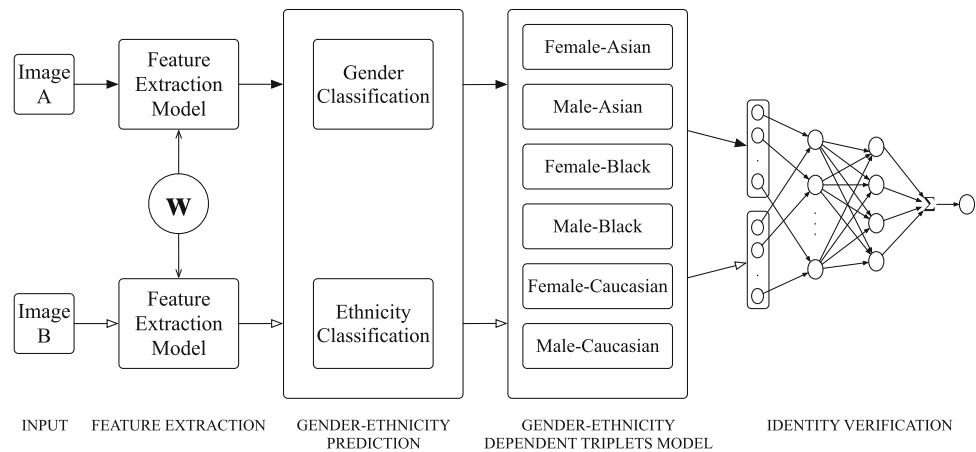 Image
A
Feature
Extraction
Model
Gender
Classification
Female-Asian
Male-Asian
Female-Black
Male-Black
Female-Caucasian
Male-Caucasian
W
Image
B
Feature
Extraction
Model
Ethnicity
Classification
Σ
INPUT
FEATURE EXTRACTION
GENDER-ETHNICITY
PREDICTION
GENDER-ETHNICITY
DEPENDENT TRIPLETS MODEL
IDENTITY VERIFICATION